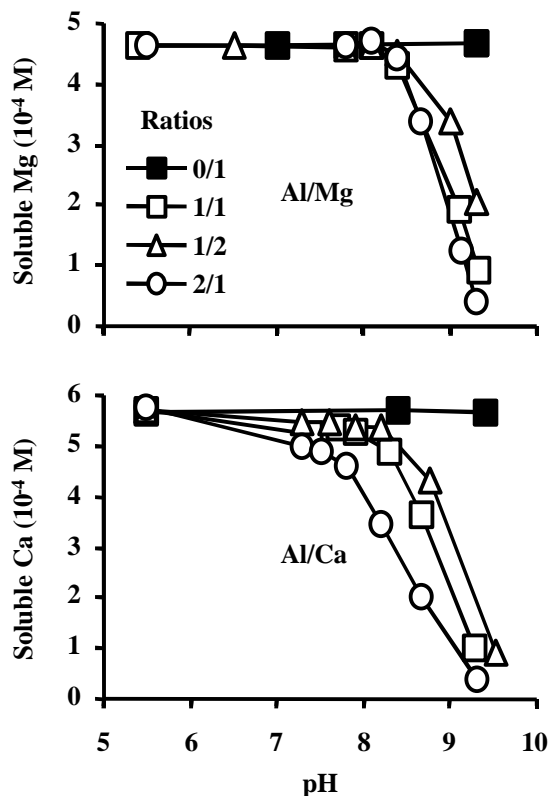 5
4
3
2
1
0
Soluble Mg (10⁻⁴ M)
Ratios
0/1
1/1
1/2
2/1
Al/Mg
6
5
4
3
2
1
0
Soluble Ca (10⁻⁴ M)
Al/Ca
5 6 7 8 9 10
pH